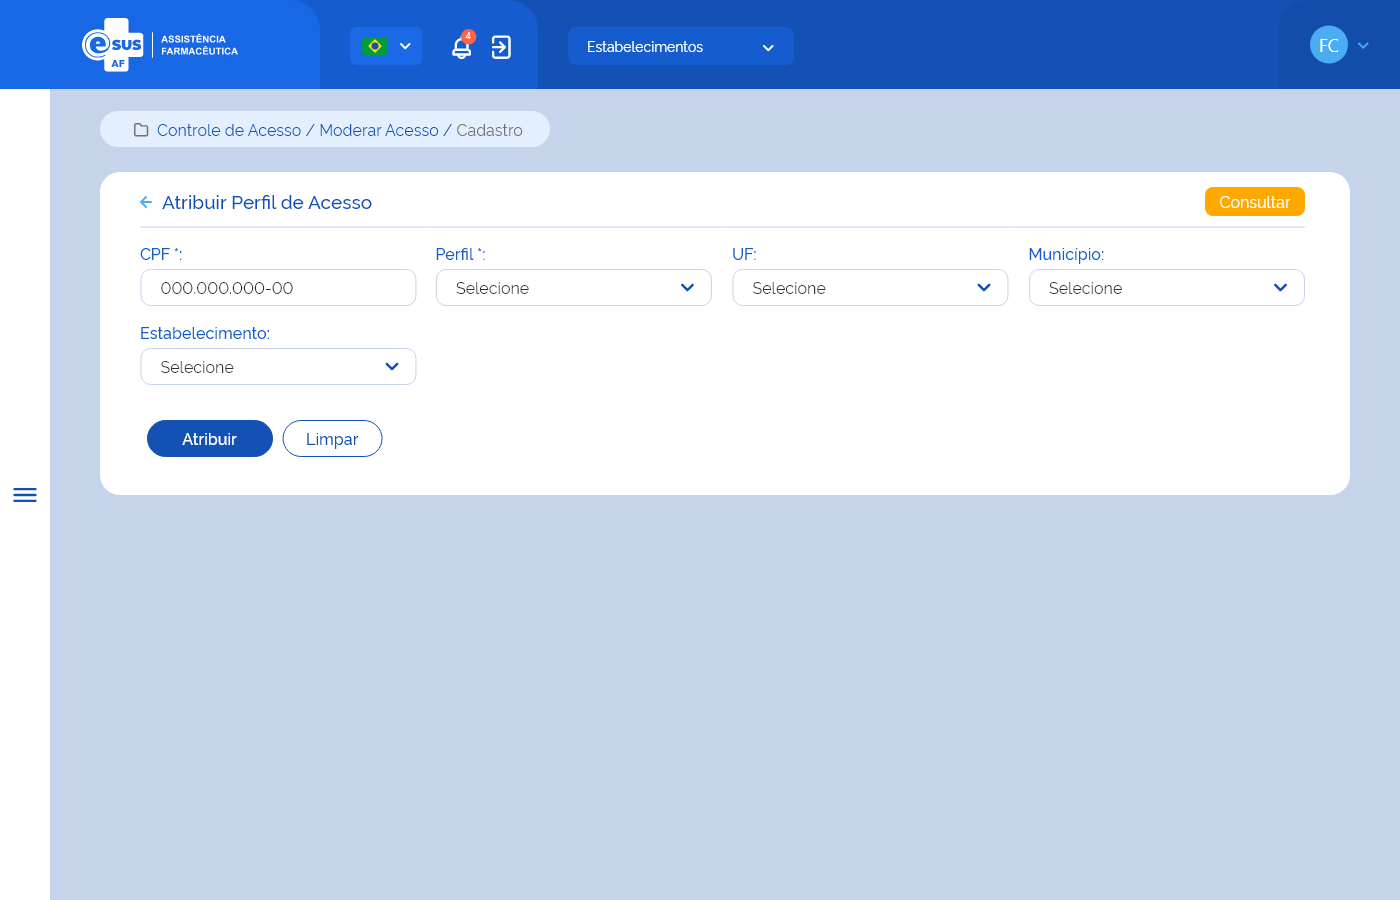 e sus
AF
ASSISTÊNCIA
FARMACÊUTICA
4
Estabelecimentos
FC
Controle de Acesso / Moderar Acesso / Cadastro
Atribuir Perfil de Acesso
Consultar
CPF *:
Perfil *:
UF:
Município:
000.000.000-00
Selecione
Selecione
Selecione
Estabelecimento:
Selecione
Atribuir
Limpar